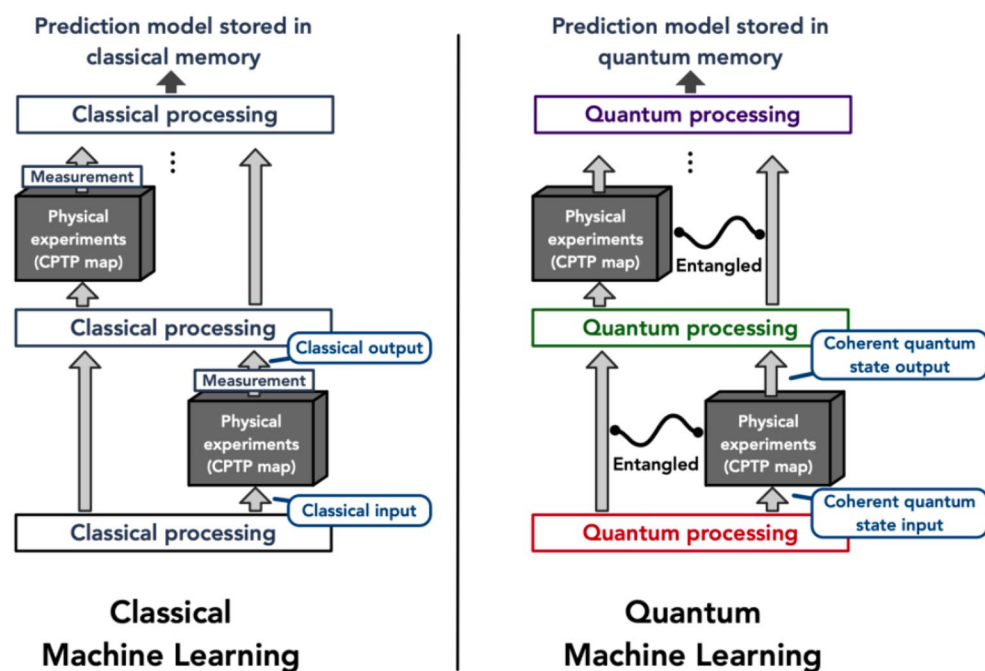 Prediction model stored in
classical memory
Classical processing
Measurement
Physical
experiments
(CPTP map)
Classical processing
Classical output
Measurement
Physical
experiments
(CPTP map)
Classical input
Classical processing
Classical
Machine Learning
Prediction model stored in
quantum memory
Quantum processing
Physical
experiments
(CPTP map)
Entangled
Quantum processing
Coherent quantum
state output
Physical
experiments
(CPTP map)
Entangled
Coherent quantum
state input
Quantum processing
Quantum
Machine Learning